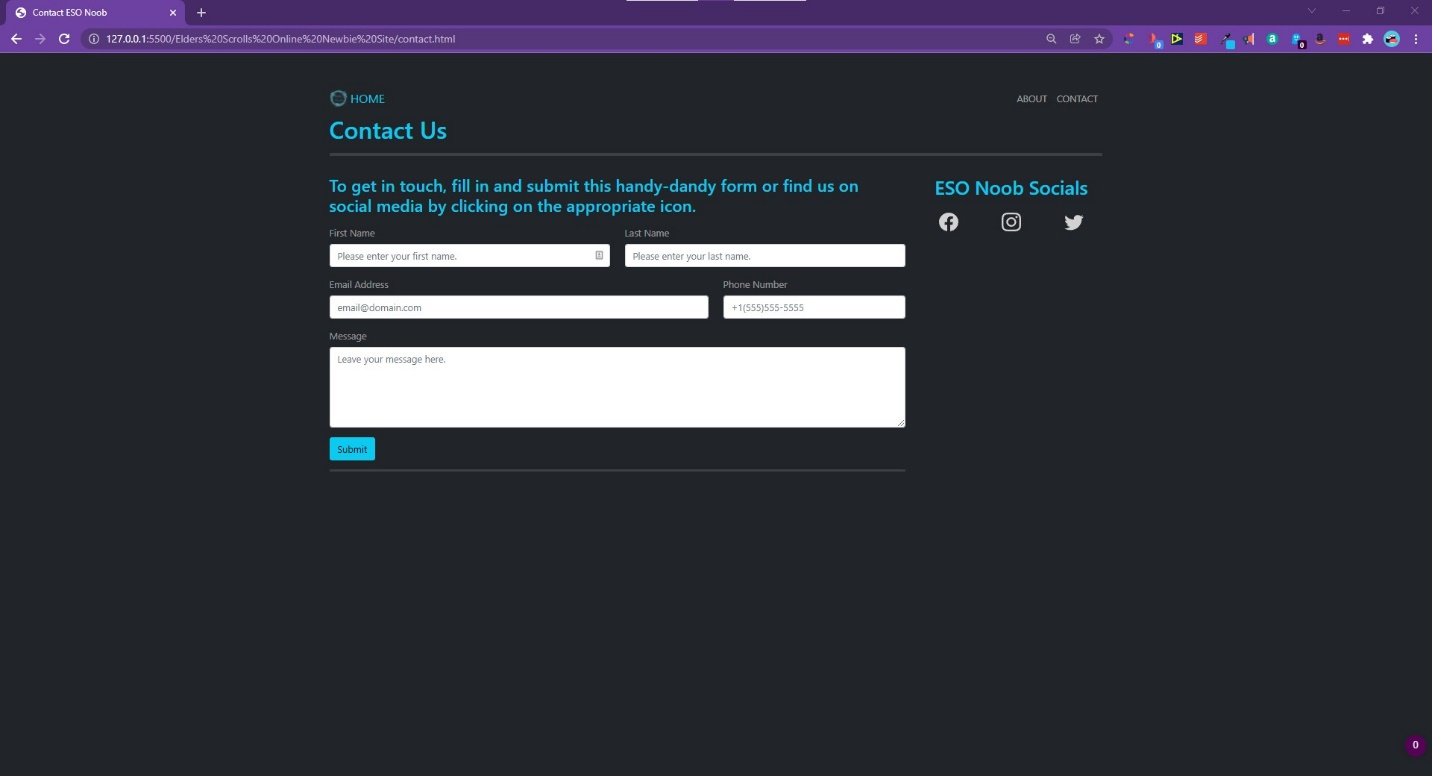 Contact ESO Noob
127.0.0.1:5500/Elders%20Scrolls%20Online%20Newbie%20Site/contact.html
HOME
ABOUT CONTACT
Contact Us
To get in touch, fill in and submit this handy-dandy form or find us on
social media by clicking on the appropriate icon.
First Name
Last Name
Please enter your first name.
Please enter your last name.
Email Address
Phone Number
email@domain.com
+1(555)555-5555
Message
Leave your message here.
Submit
ESO Noob Socials
0